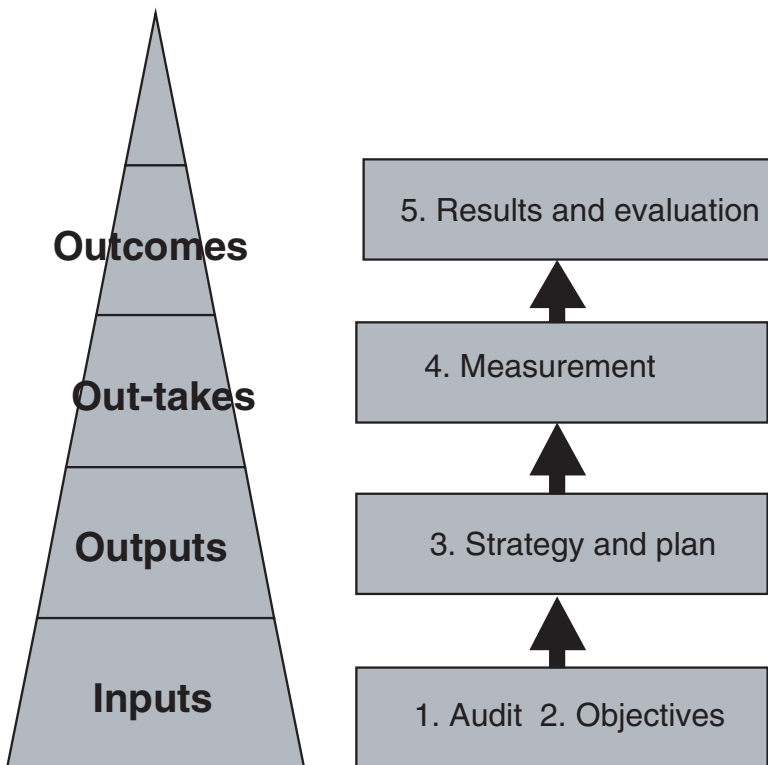 Outcomes
Out-takes
Outputs
Inputs
5. Results and evaluation
4. Measurement
3. Strategy and plan
1. Audit 2. Objectives